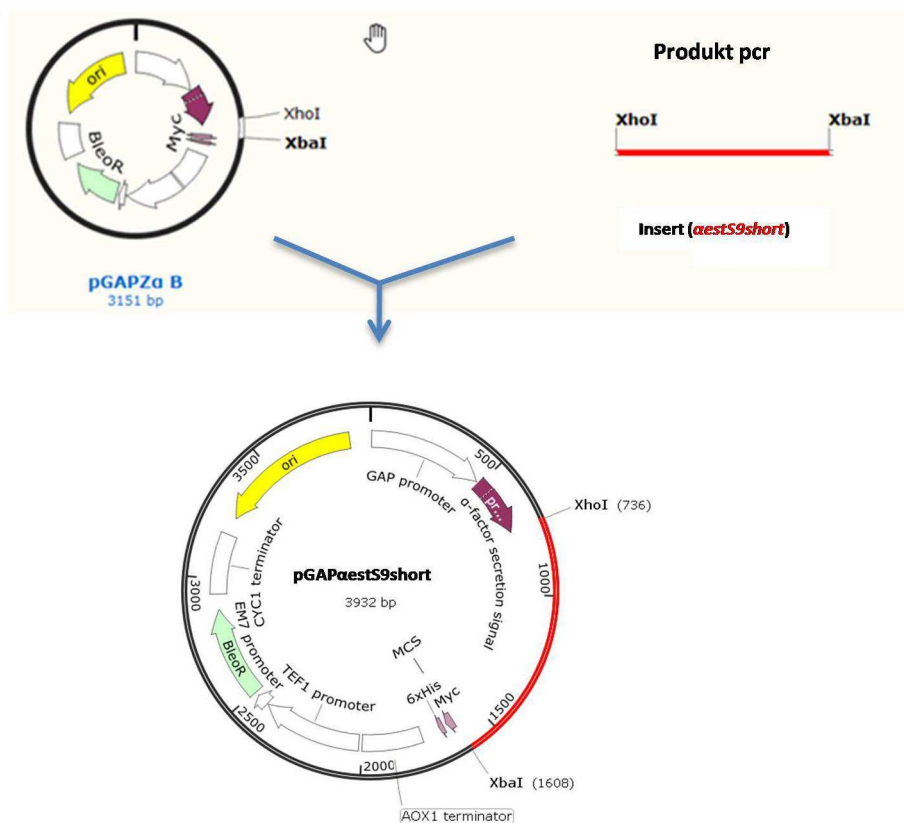 Produkt pcr
ori
BleoR
Myc
XhoI
XbaI
XhoI
XbaI
Insert (αestS9short)
pGAPZα B
3151 bp
3500
ori
GAP promoter
500
pr...
α-factor secretion signal
XhoI (736)
1000
CYC1 terminator
3000
pGAPαestS9short
3932 bp
EM7 promoter
BleoR
2500
TEF1 promoter
MCS
6xHis
Myc
1500
2000
XbaI (1608)
AOX1 terminator